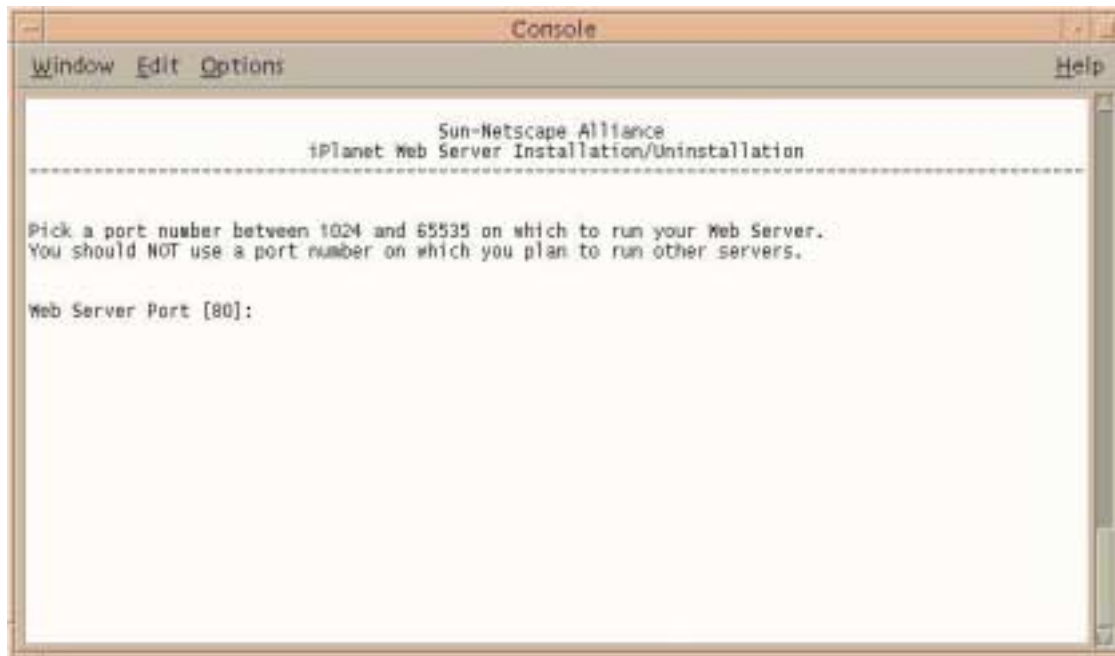 Console
Window Edit Options Help
Sun-Netscape Alliance
iPlanet Web Server Installation/Uninstallation
Pick a port number between 1024 and 65535 on which to run your Web Server.
You should NOT use a port number on which you plan to run other servers.
Web Server Port [80]: